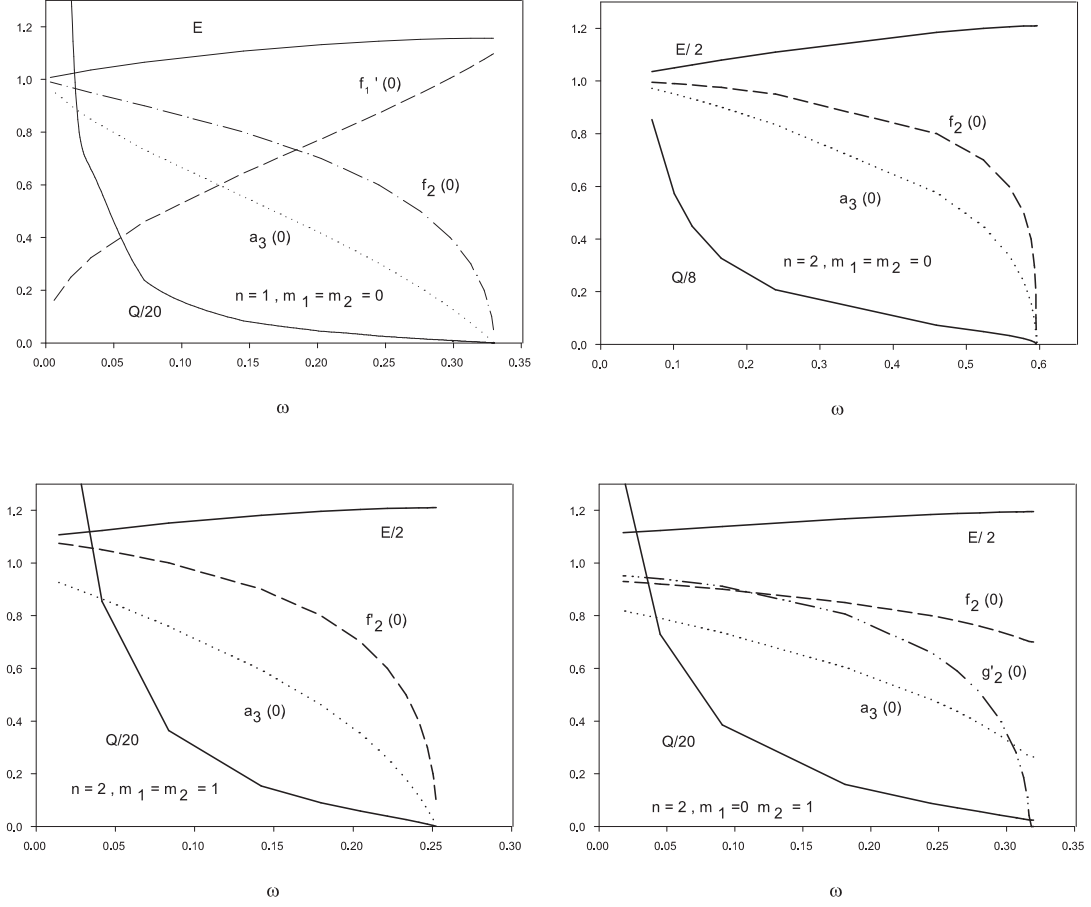 1.2
1.0
0.8
0.6
0.4
0.2
0.0
E
f1'(0)
f2(0)
a3(0)
Q/20
n = 1 , m1 = m2 = 0
0.00 0.05 0.10 0.15 0.20 0.25 0.30 0.35
ω
1.2
1.0
0.8
0.6
0.4
0.2
0.0
E/ 2
f2(0)
a3(0)
Q/8
n = 2 , m1 = m2 = 0
0.0 0.1 0.2 0.3 0.4 0.5 0.6
ω
1.2
1.0
0.8
0.6
0.4
0.2
0.0
E/2
f'2(0)
a3(0)
Q/20
n = 2 , m1 = m2 = 1
0.00 0.05 0.10 0.15 0.20 0.25 0.30
ω
1.2
1.0
0.8
0.6
0.4
0.2
0.0
E/ 2
f2(0)
g'2(0)
a3(0)
Q/20
n = 2 , m1 =0 m2 = 1
0.00 0.05 0.10 0.15 0.20 0.25 0.30 0.35
ω